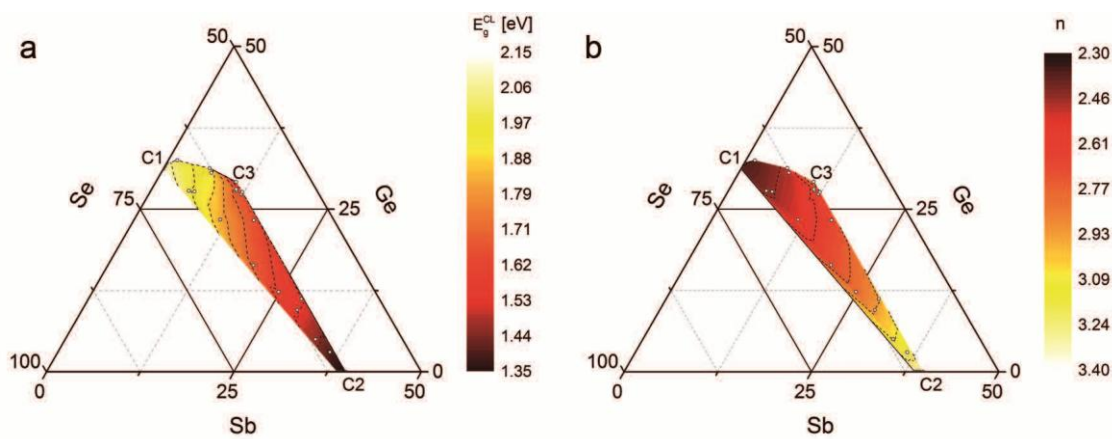 a
E_g^CL [eV]
2.15
2.06
1.97
1.88
1.79
1.71
1.62
1.53
1.44
1.35
50
50
C1
C3
Se
Ge
75
25
100
0
C2
0
25
50
Sb
b
n
2.30
2.46
2.61
2.77
2.93
3.09
3.24
3.40
50
50
C1
C3
Se
Ge
75
25
100
0
C2
0
25
50
Sb